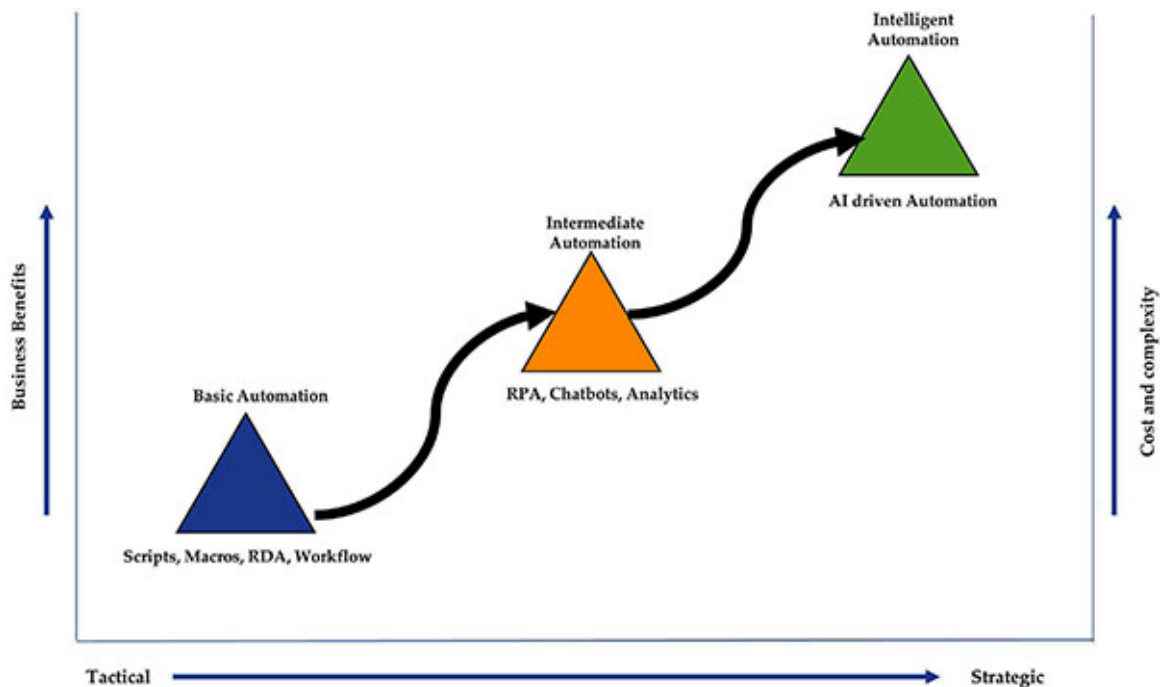 Intelligent
Automation
AI driven Automation
Intermediate
Automation
RPA, Chatbots, Analytics
Basic Automation
Scripts, Macros, RDA, Workflow
Business Benefits
Cost and complexity
Tactical
Strategic